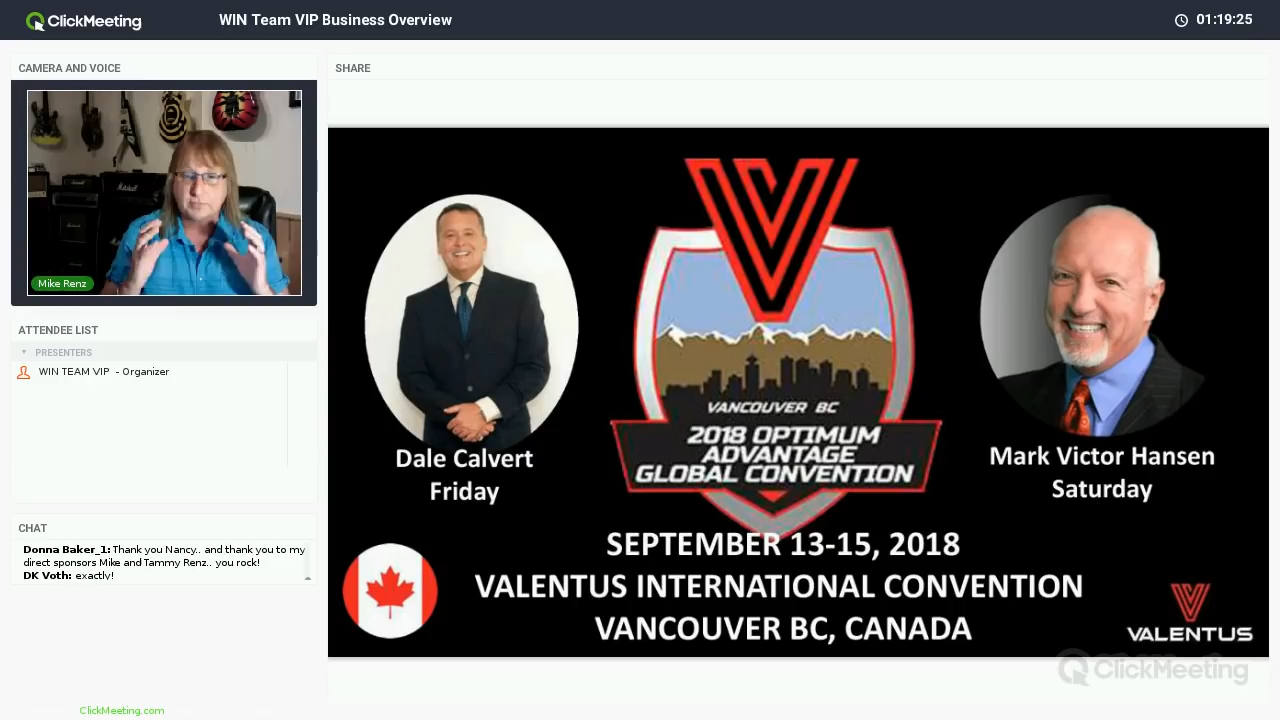 ClickMeeting
WIN Team VIP Business Overview
01:19:25
CAMERA AND VOICE
Marshall
Mike Renz
ATTENDEE LIST
PRESENTERS
WIN TEAM VIP - Organizer
CHAT
Donna Baker_1: Thank you Nancy.. and thank you to my
direct sponsors Mike and Tammy Renz.. you rock!
DK Voth: exactly!
ClickMeeting.com
SHARE
Dale Calvert
Friday
VANCOUVER BC
2018 OPTIMUM
ADVANTAGE
GLOBAL CONVENTION
Mark Victor Hansen
Saturday
SEPTEMBER 13-15, 2018
VALENTUS INTERNATIONAL CONVENTION
VANCOUVER BC, CANADA
VALENTUS
ClickMeeting